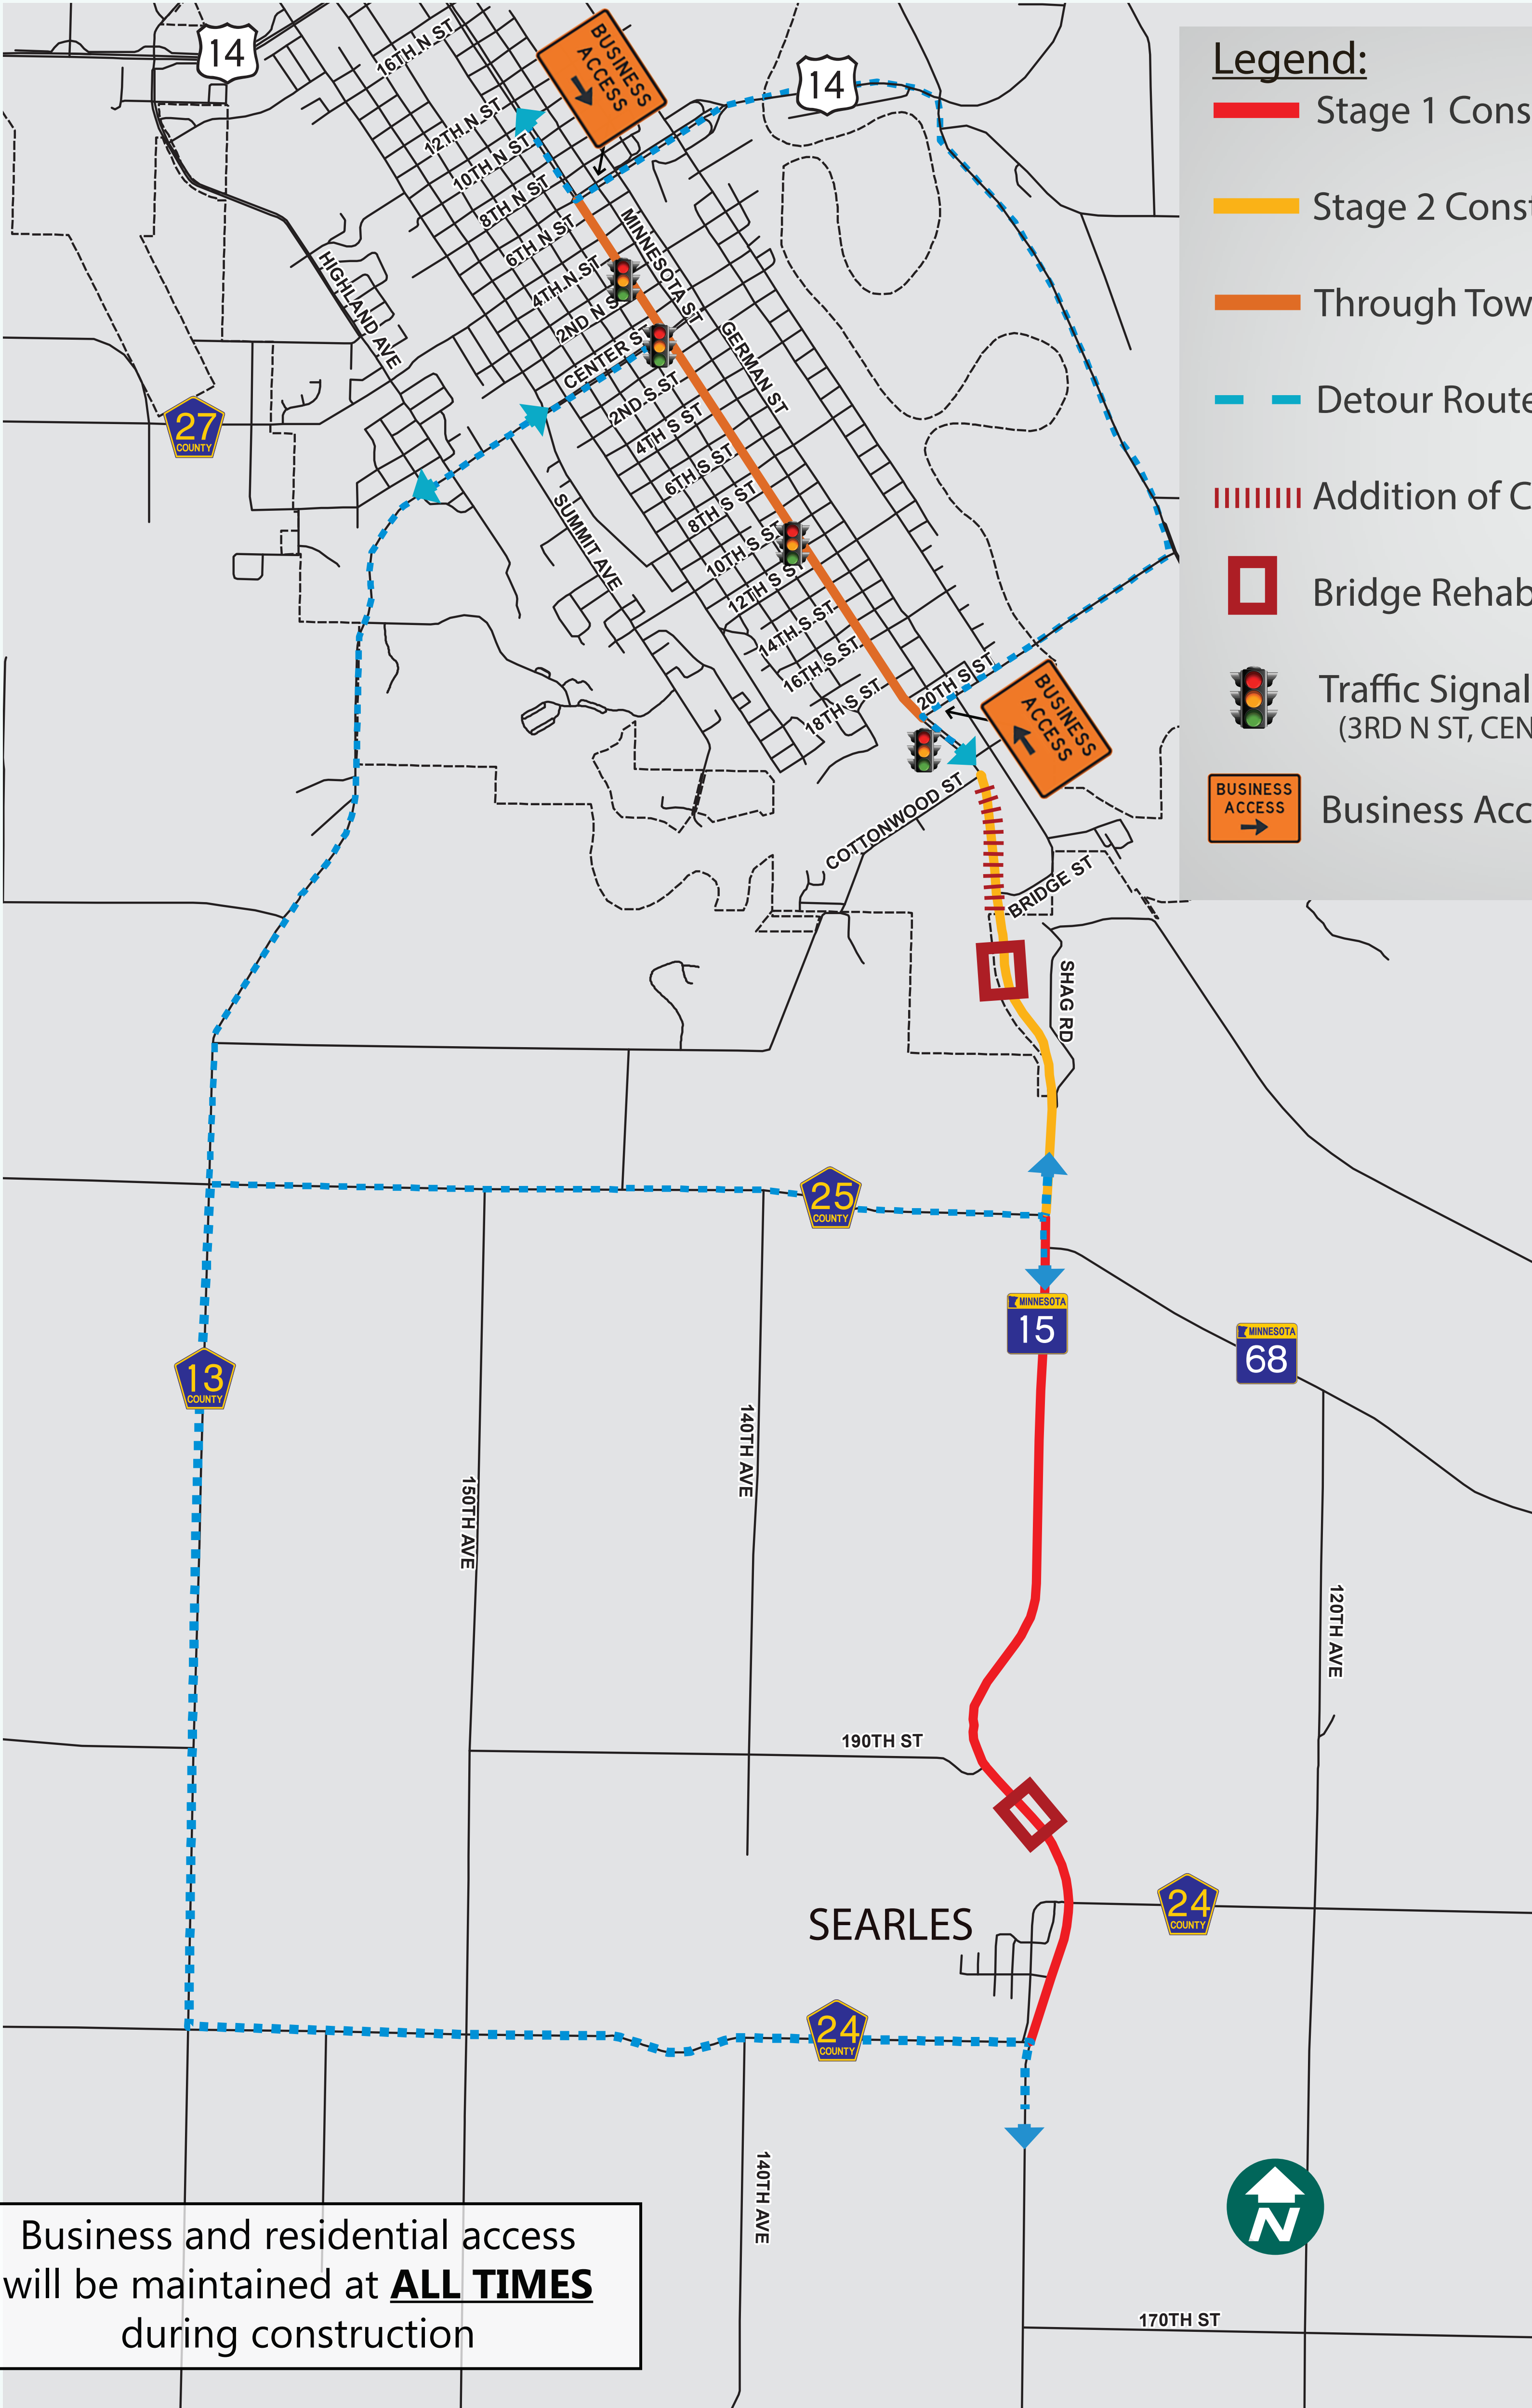 14
16TH N ST
BUSINESS
ACCESS
14
12TH N ST
10TH N ST
8TH N ST
6TH N ST
MINNESOTA ST
4TH N ST
HIGHLAND AVE
2ND N S
CENTER S
GERMAN ST
2ND S ST
4TH S ST
27
COUNTY
6TH S ST
8TH S ST
SUMMIT AVE
10TH S S
12TH S S
14TH S ST
16TH S ST
20TH S ST
18TH S ST
BUSINESS
ACCESS
COTTONWOOD ST
BRIDGE ST
SHAG RD
Legend:
Stage 1 Cons
Stage 2 Const
Through Tow
Detour Route
Addition of C
Bridge Rehab
Traffic Signal
(3RD N ST, CEN
BUSINESS
ACCESS
Business Acc
25
COUNTY
MINNESOTA
15
MINNESOTA
68
13
COUNTY
140TH AVE
150TH AVE
120TH AVE
190TH ST
24
COUNTY
SEARLES
24
COUNTY
140TH AVE
N
170TH ST
Business and residential access
will be maintained at ALL TIMES
during construction